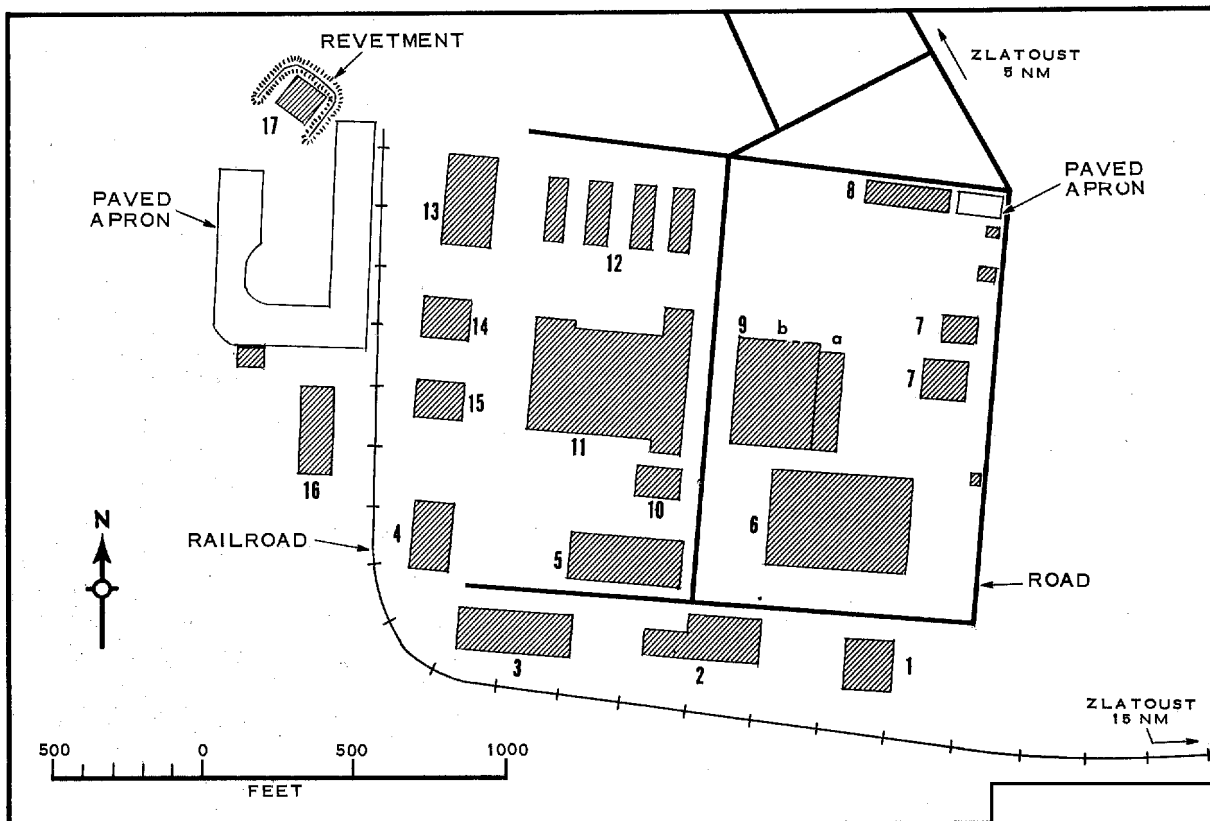 REVETMENT
ZLATOUST
5 NM
17
PAVED
APRON
PAVED
APRON
8
13
12
14
9
b
a
7
7
15
11
16
10
N
4
6
RAILROAD
5
ROAD
3
2
1
ZLATOUST
15 NM
500
0
500
1000
FEET